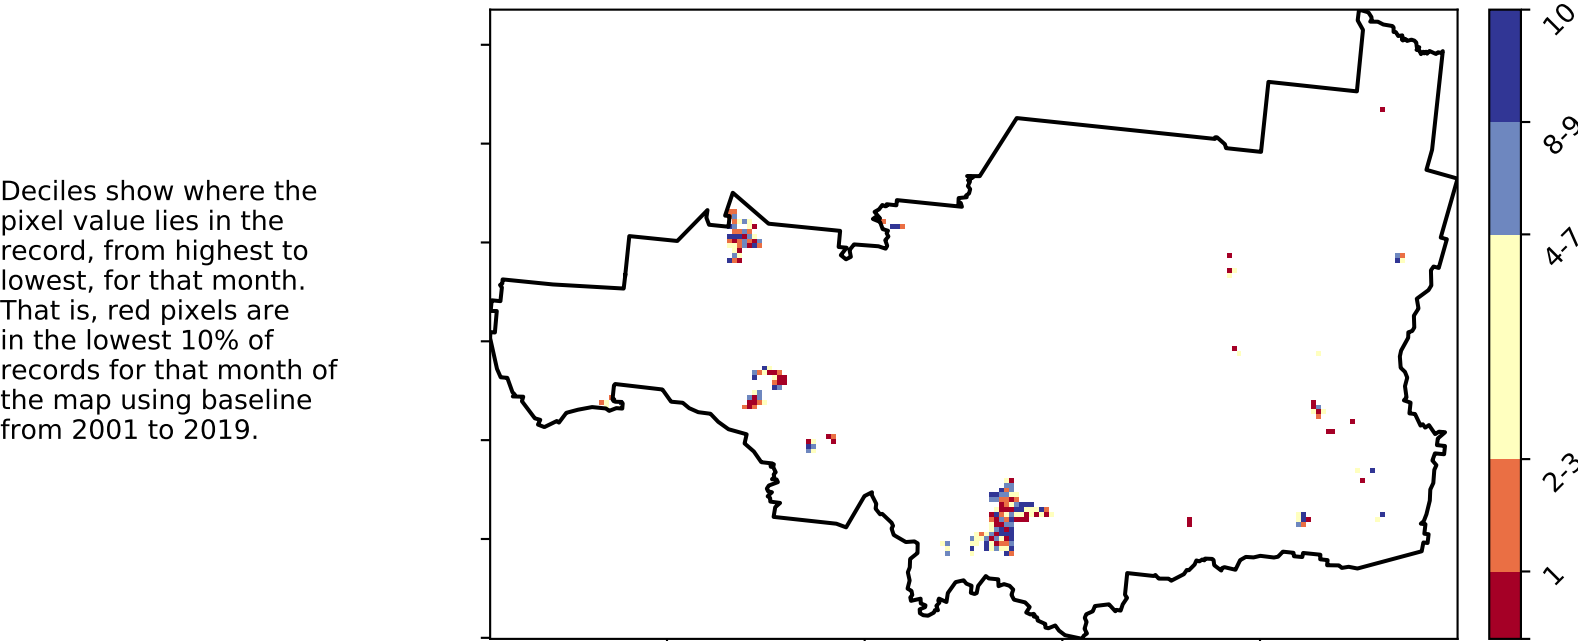 Deciles show where the
pixel value lies in the
record, from highest to
lowest, for that month.
That is, red pixels are
in the lowest 10% of
records for that month of
the map using baseline
from 2001 to 2019.
10
8-9
4-7
2-3
1